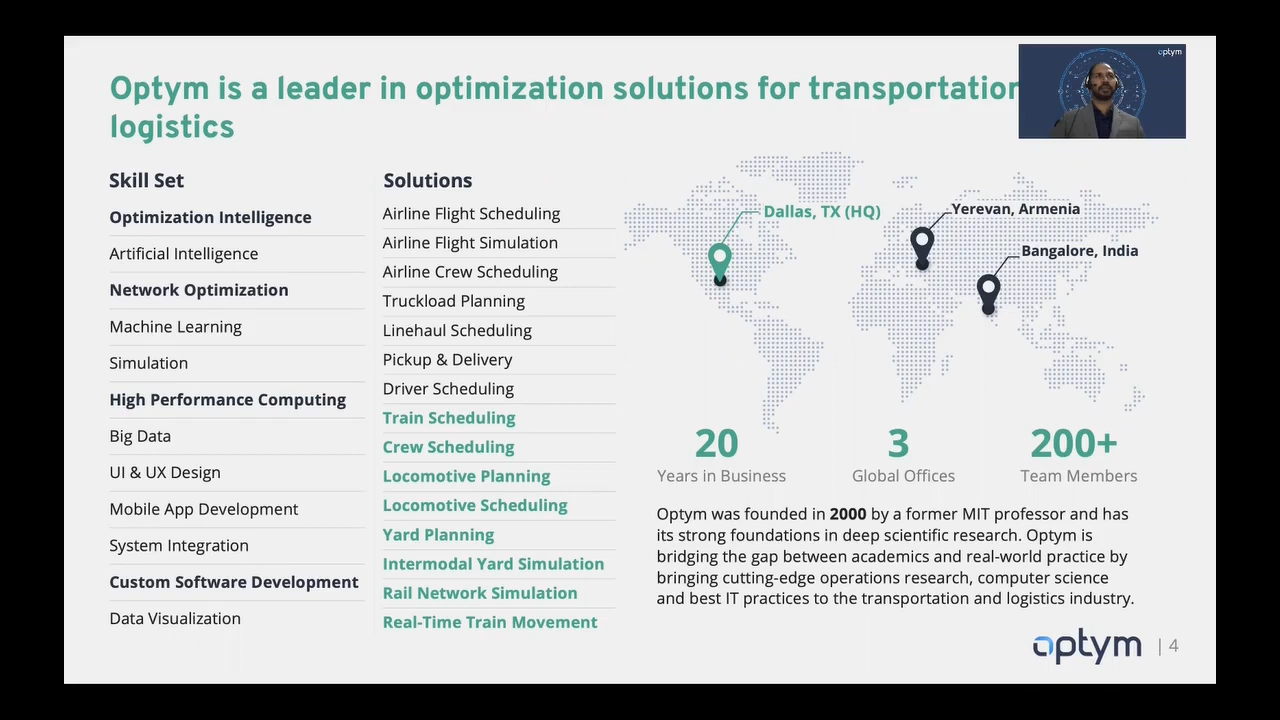 Optym is a leader in optimization solutions for transportation
logistics
optym
Skill Set
Optimization Intelligence
Artificial Intelligence
Network Optimization
Machine Learning
Simulation
High Performance Computing
Big Data
UI & UX Design
Mobile App Development
System Integration
Custom Software Development
Data Visualization
Solutions
Airline Flight Scheduling
Airline Flight Simulation
Airline Crew Scheduling
Truckload Planning
Linehaul Scheduling
Pickup & Delivery
Driver Scheduling
Train Scheduling
Crew Scheduling
Locomotive Planning
Locomotive Scheduling
Yard Planning
Intermodal Yard Simulation
Rail Network Simulation
Real-Time Train Movement
Dallas, TX (HQ)
Yerevan, Armenia
Bangalore, India
20
Years in Business
3
Global Offices
200+
Team Members
Optym was founded in 2000 by a former MIT professor and has
its strong foundations in deep scientific research. Optym is
bridging the gap between academics and real-world practice by
bringing cutting-edge operations research, computer science
and best IT practices to the transportation and logistics industry.
optym | 4